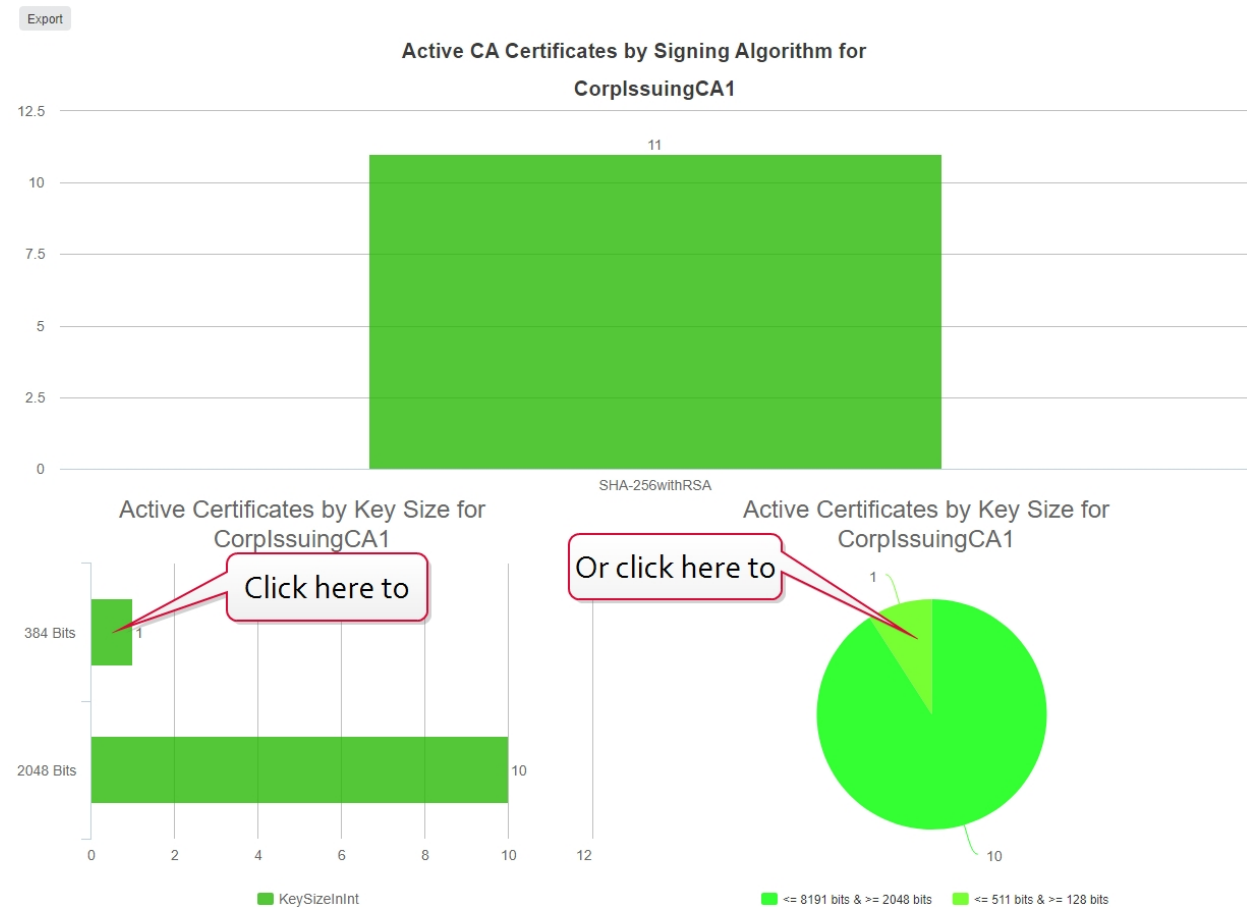 Export
Active CA Certificates by Signing Algorithm for
CorpIssuingCA1
12.5
11
10
7.5
5
2.5
0
SHA-256withRSA
Active Certificates by Key Size for
CorpIssuingCA1
Click here to
384 Bits
1
2048 Bits
10
0 2 4 6 8 10 12
KeySizeInInt
Active Certificates by Key Size for
CorpIssuingCA1
Or click here to
1
10
<= 8191 bits & >= 2048 bits <= 511 bits & >= 128 bits